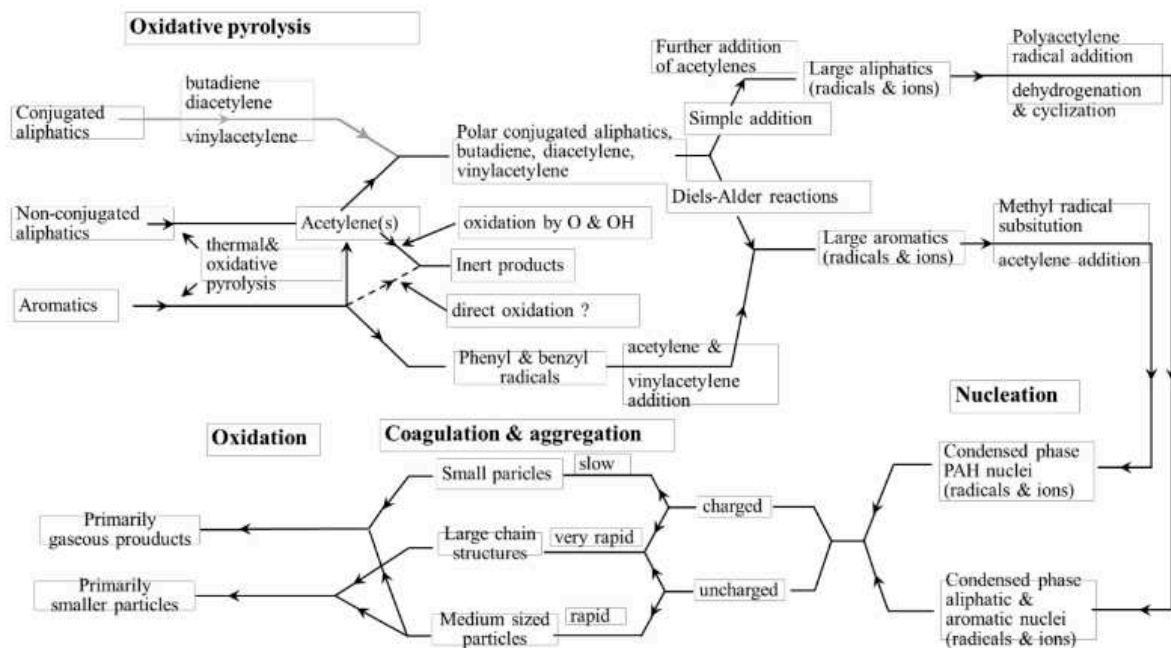 Oxidative pyrolysis
Conjugated
aliphatics
butadiene
diacetylene
vinylacetylene
Non-conjugated
aliphatics
Acetylene(s)
thermal&
oxidative
pyrolysis
Aromatics
Polar conjugated aliphatics,
butadiene, diacetylene,
vinylacetylene
oxidation by O & OH
Inert products
direct oxidation ?
Phenyl & benzyl
radicals
acetylene &
vinylacetylene
addition
Further addition
of acetylenes
Simple addition
Diels-Alder reactions
Large aliphatics
(radicals & ions)
Polyacetylene
radical addition
dehydrogenation
& cyclization
Large aromatics
(radicals & ions)
Methyl radical
subsitution
acetylene addition
Nucleation
Condensed phase
PAH nuclei
(radicals & ions)
Condensed phase
aliphatic &
aromatic nuclei
(radicals & ions)
Coagulation & aggregation
charged
uncharged
slow
very rapid
rapid
Small paricles
Large chain
structures
Medium sized
particles
Oxidation
Primarily
gaseous prouducts
Primarily
smaller particles